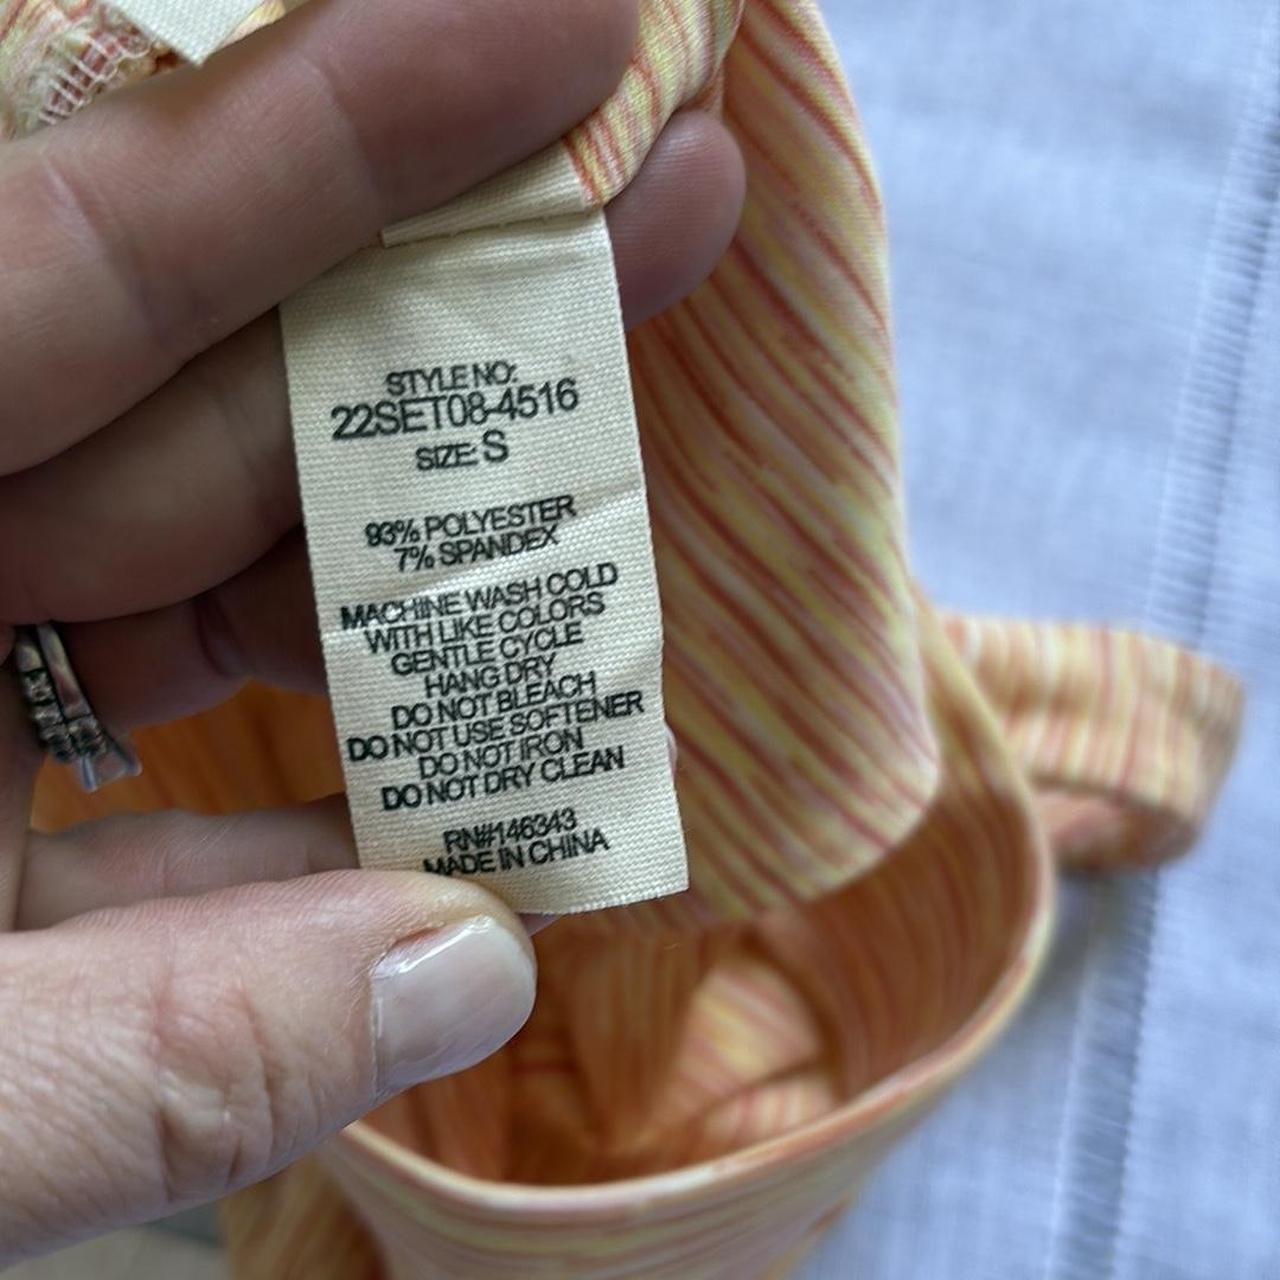 STYLE NO:
22SET08-4516
SIZE: S
93% POLYESTER
7% SPANDEX
MACHINE WASH COLD
WITH LIKE COLORS
GENTLE CYCLE
HANG DRY
DO NOT BLEACH
DO NOT USE SOFTENER
DO NOT IRON
DO NOT DRY CLEAN
RN#146343
MADE IN CHINA